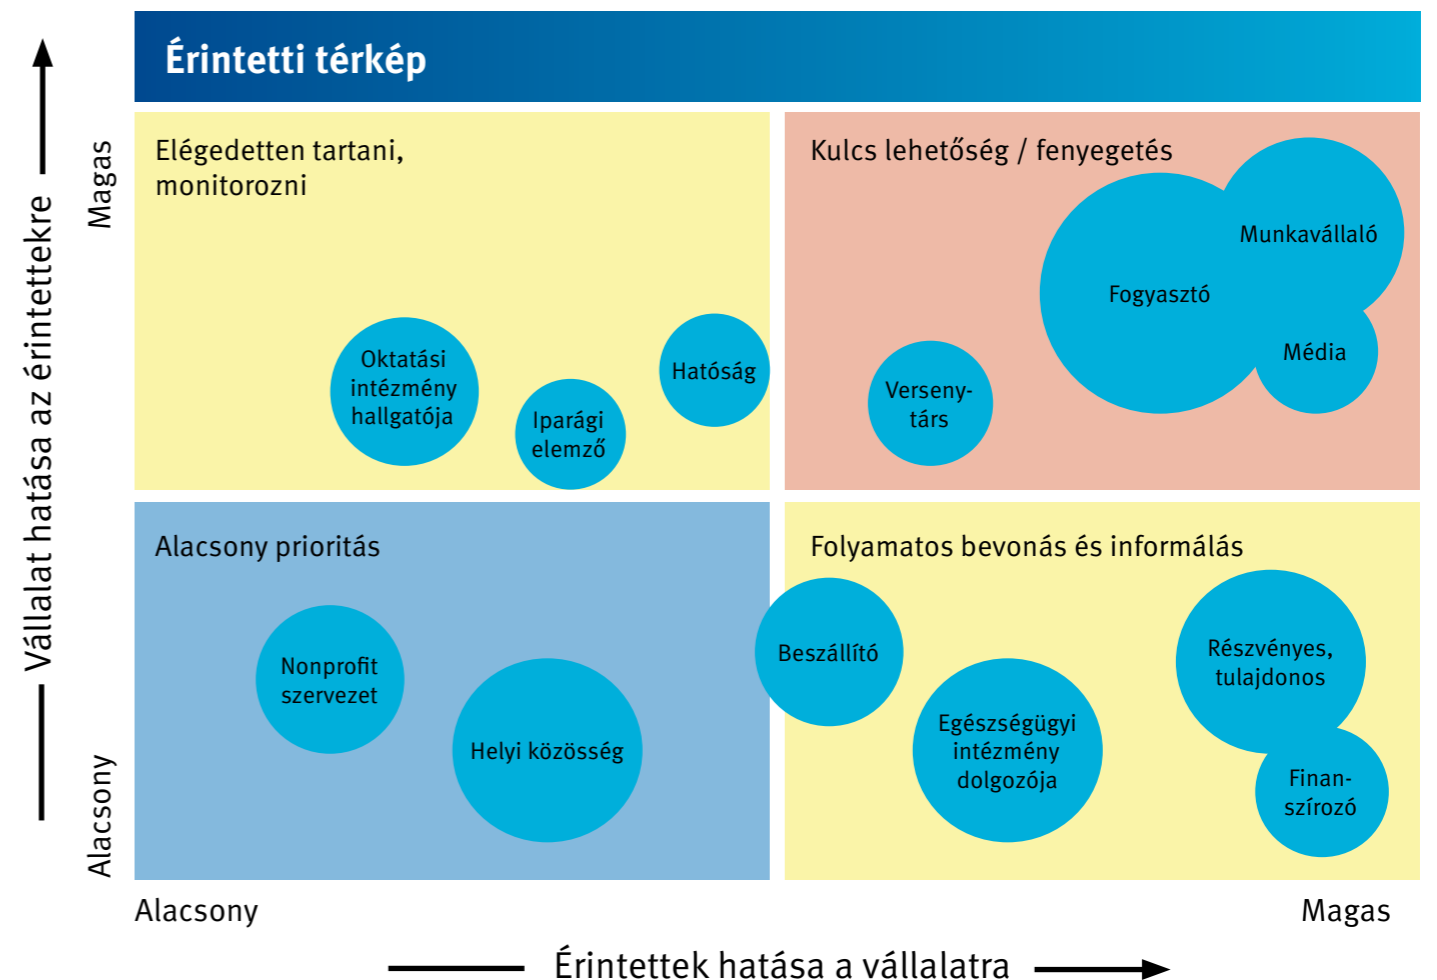 Érintetti térkép
Vállalat hatása az érintettekre
Magas
Alacsony
Elégedetten tartani,
monitorozni
Oktatási
intézmény
hallgatója
Iparági
elemző
Hatóság
Kulcs lehetőség / fenyegetés
Munkavállaló
Fogyasztó
Média
Verseny-
társ
Alacsony prioritás
Nonprofit
szervezet
Helyi közösség
Folyamatos bevonás és informálás
Beszállító
Egészségügyi
intézmény
dolgozója
Részvényes,
tulajdonos
Finan-
szírozó
Alacsony
Magas
Érintettek hatása a vállalatra